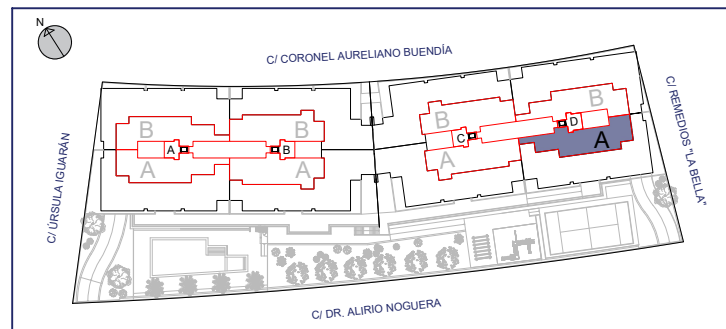 N
C/ CORONEL AURELIANO BUENDÍA
C/ REMEDIOS "LA BELLA"
C/ ÚRSULA IGUARÁN
B
B
B
B
A
B
C
D
A
A
A
A
C/ DR. ALIRIO NOGUERA